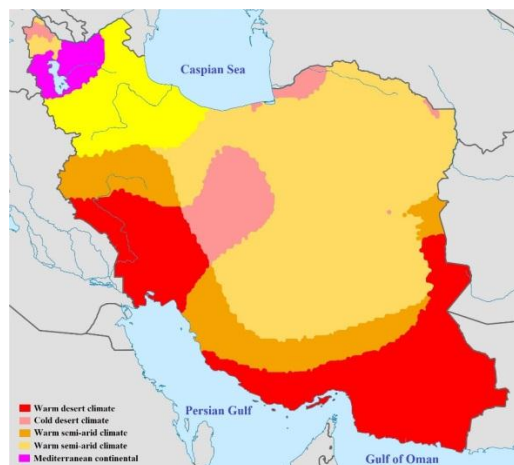 Caspian Sea
Warm desert climate
Cold desert climate
Warm semi-arid climate
Warm semi-arid climate
Mediterranean continental
Persian Gulf
Gulf of Oman